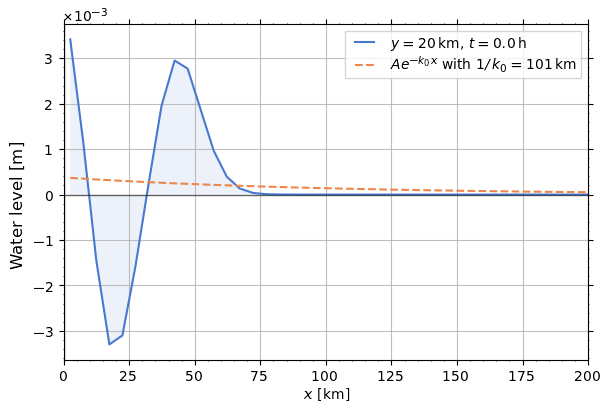 ×10⁻³
3
2
1
0
−1
−2
−3
Water level [m]
y = 20 km, t = 0.0 h
Ae^{−k₀x} with 1/k₀ = 101 km
0 25 50 75 100 125 150 175 200
x [km]